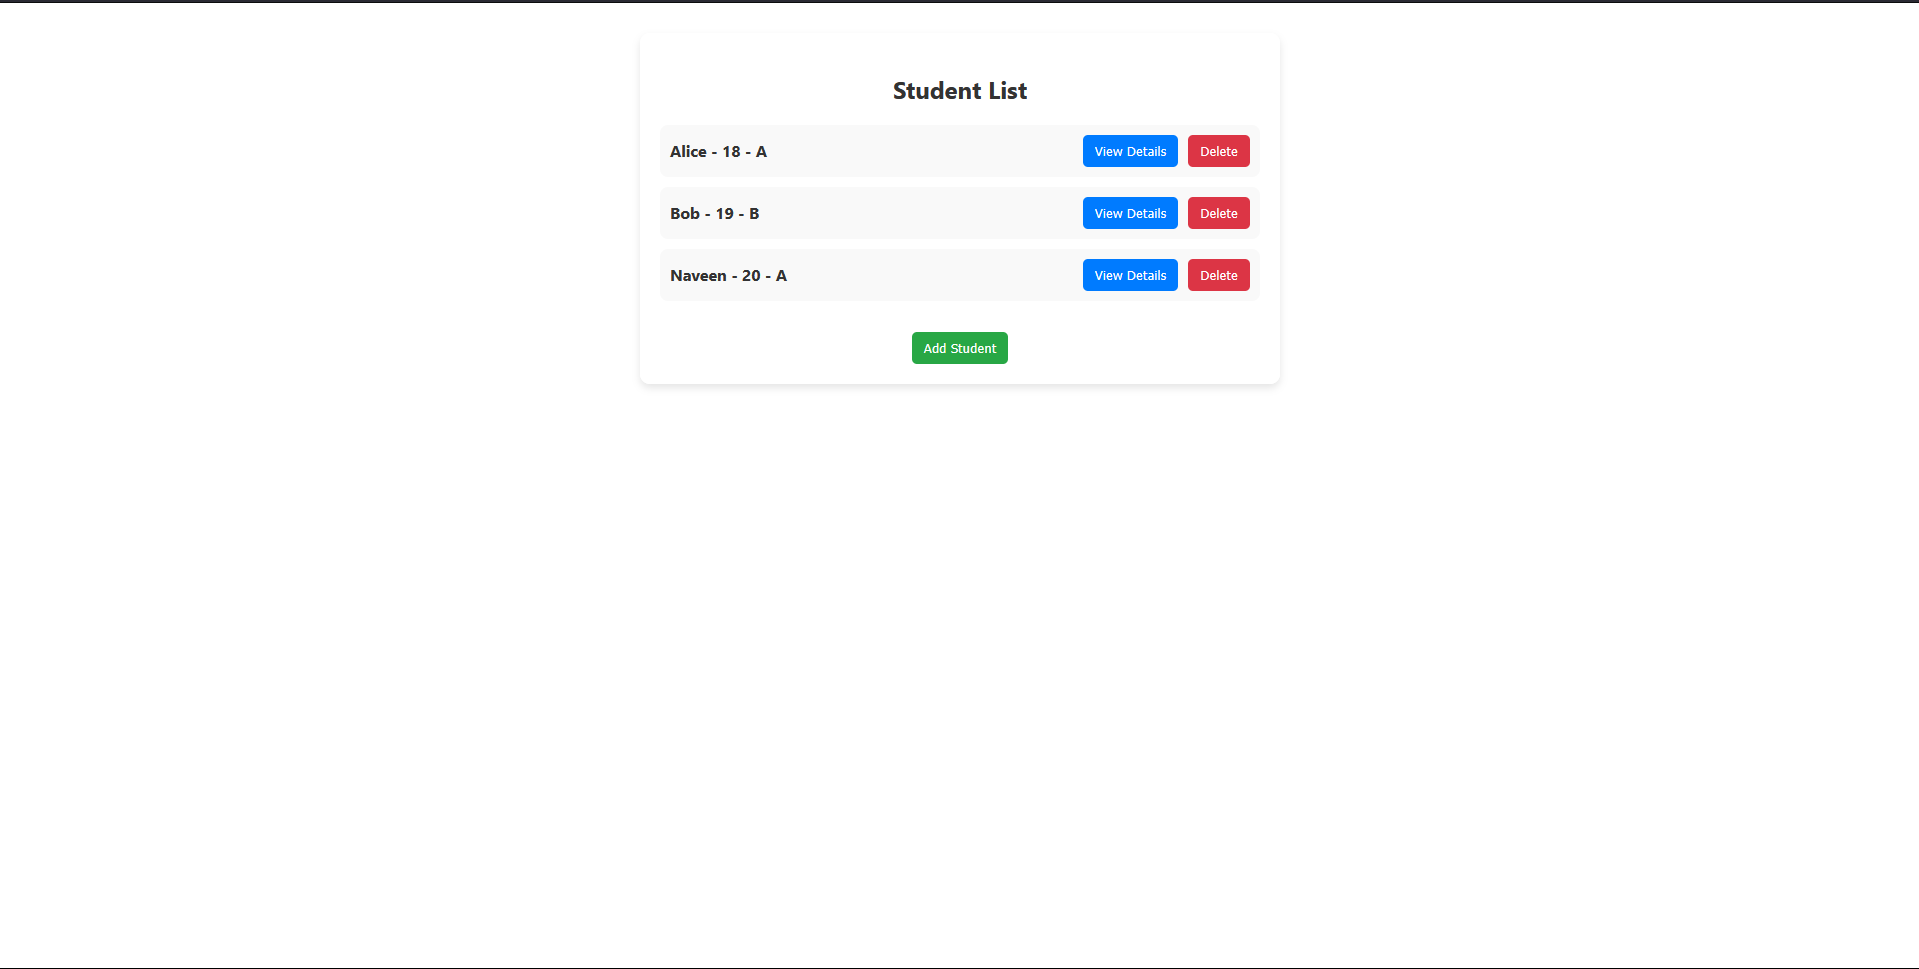 Student List
Alice - 18 - A View Details Delete
Bob - 19 - B View Details Delete
Naveen - 20 - A View Details Delete
Add Student